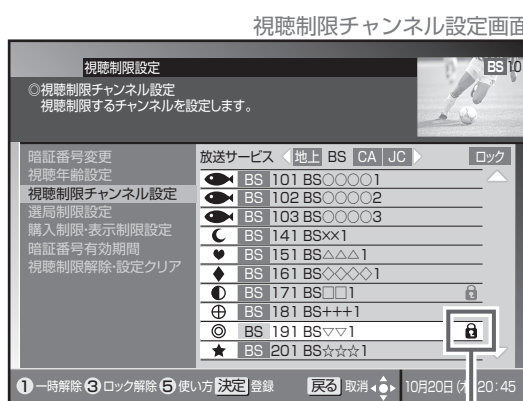 視聴制限チャンネル設定画面
視聴制限設定
BS 10
◎視聴制限チャンネル設定
視聴制限するチャンネルを設定します。
暗証番号変更
視聴年齢設定
視聴制限チャンネル設定
選局制限設定
購入制限・表示制限設定
暗証番号有効期間
視聴制限解除・設定クリア
放送サービス 地上 BS CA JC ロック
BS 101 BS○○○○1
BS 102 BS○○○○2
BS 103 BS○○○○3
BS 141 BS××1
BS 151 BS△△△1
BS 161 BS◇◇◇◇1
BS 171 BS□□1
BS 181 BS+++1
BS 191 BS▽▽1
BS 201 BS☆☆☆1
① 一時解除 ③ ロック解除 ⑤ 使い方 決定 登録 戻る 取消 10月20日(木)20:45